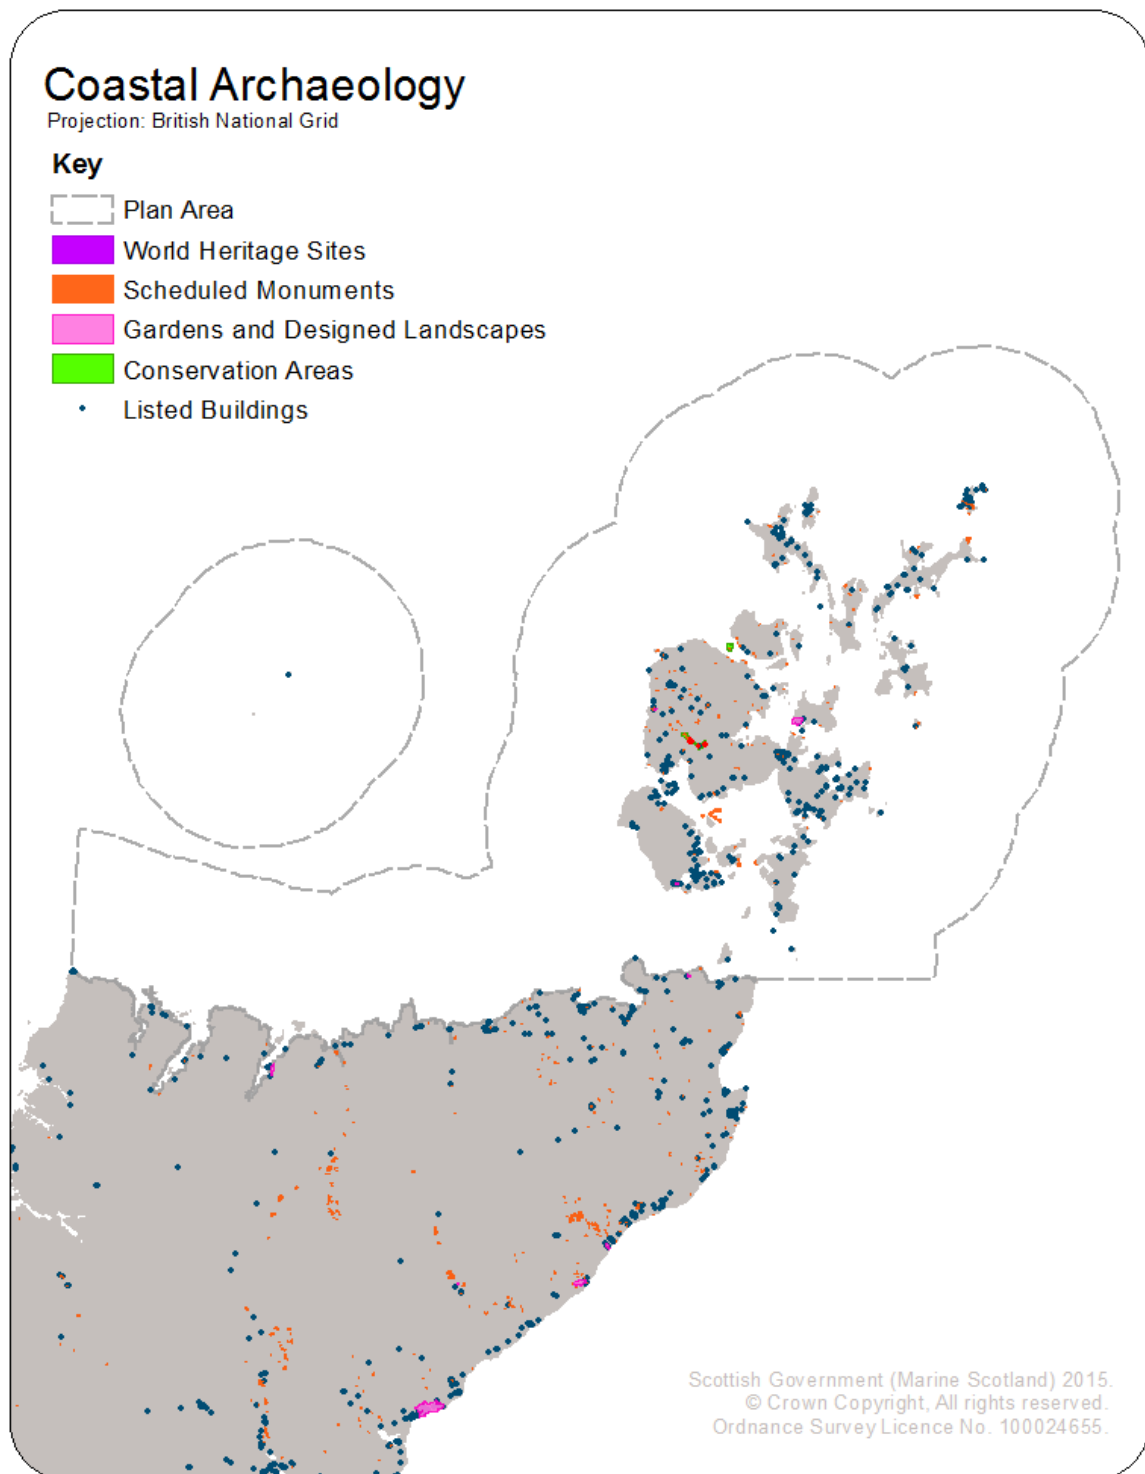 Coastal Archaeology
Projection: British National Grid
Key
Plan Area
World Heritage Sites
Scheduled Monuments
Gardens and Designed Landscapes
Conservation Areas
Listed Buildings
Scottish Government (Marine Scotland) 2015.
© Crown Copyright, All rights reserved.
Ordnance Survey Licence No. 100024655.